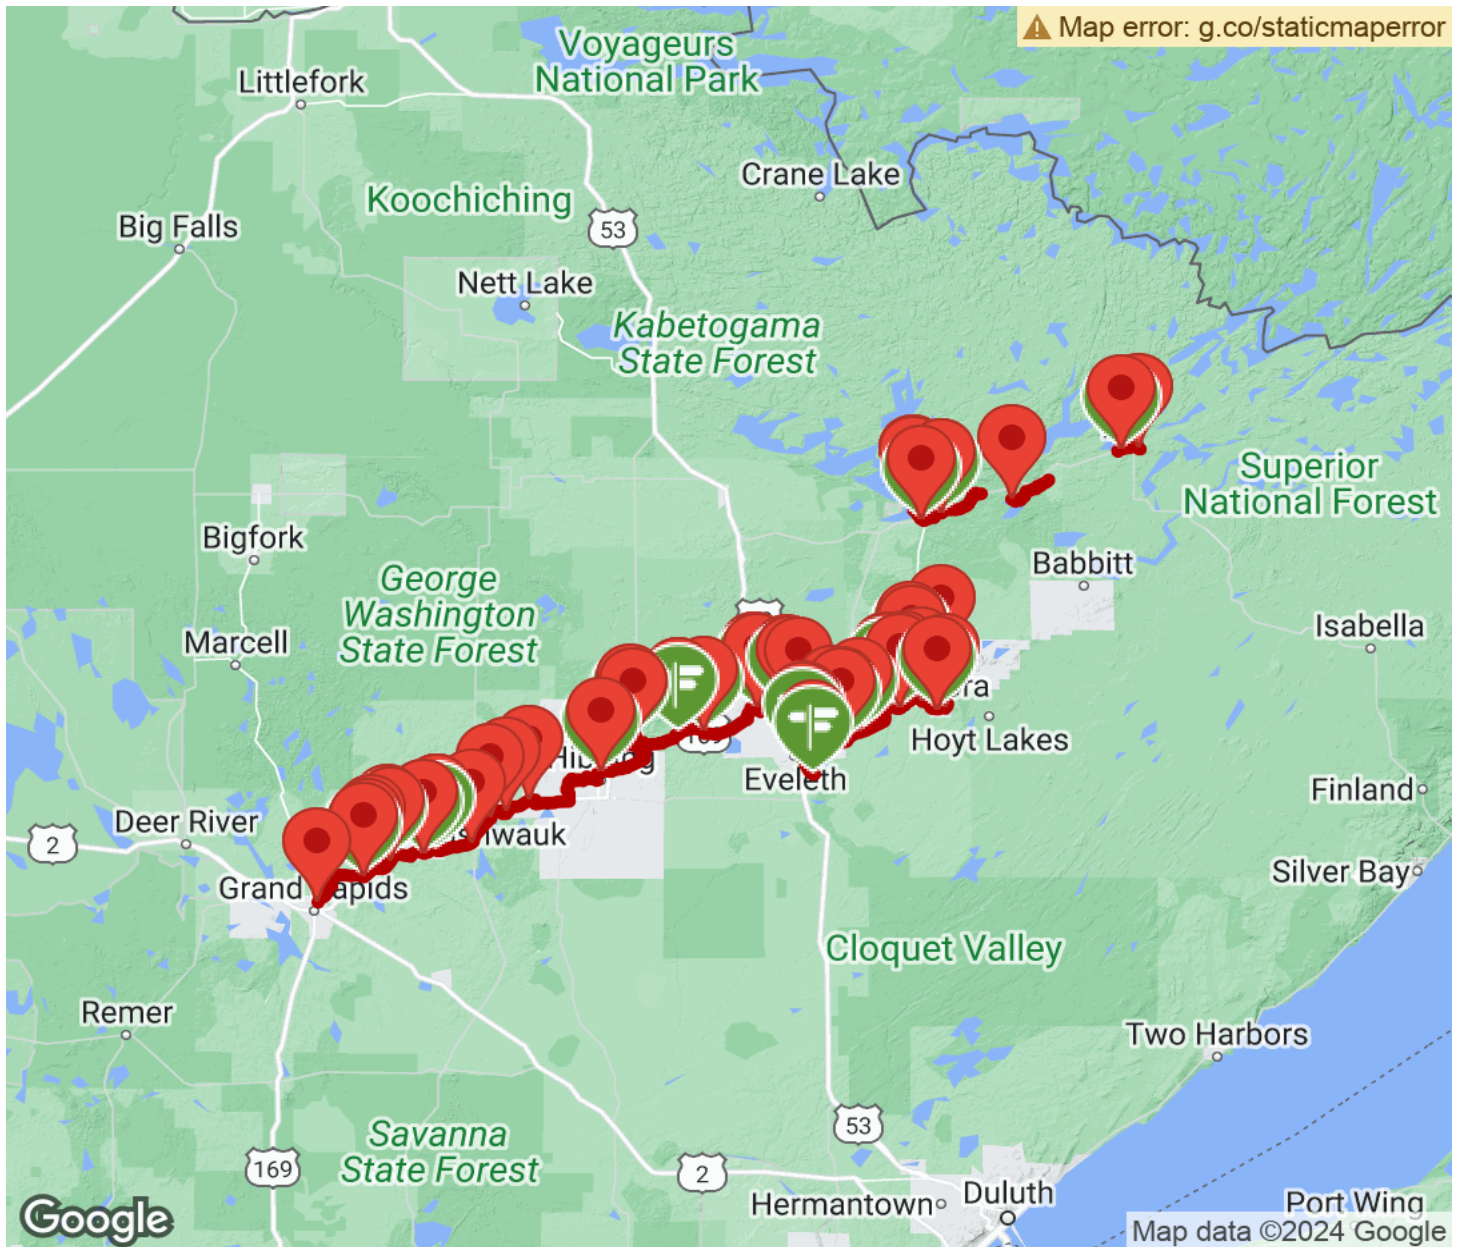 Map error: g.co/staticmaperror
Voyageurs
National Park
Littlefork
Crane Lake
Koochiching
Big Falls
53
Nett Lake
Kabetogama
State Forest
Superior
National Forest
Bigfork
Babbitt
George
Washington
State Forest
Isabella
Marcell
Hoyt Lakes
Eveleth
Finland
Deer River
2
Silver Bay
Grand Rapids
Cloquet Valley
Remer
Two Harbors
53
Savanna
State Forest
169
2
Hermantown
Duluth
Port Wing
Google
Map data ©2024 Google